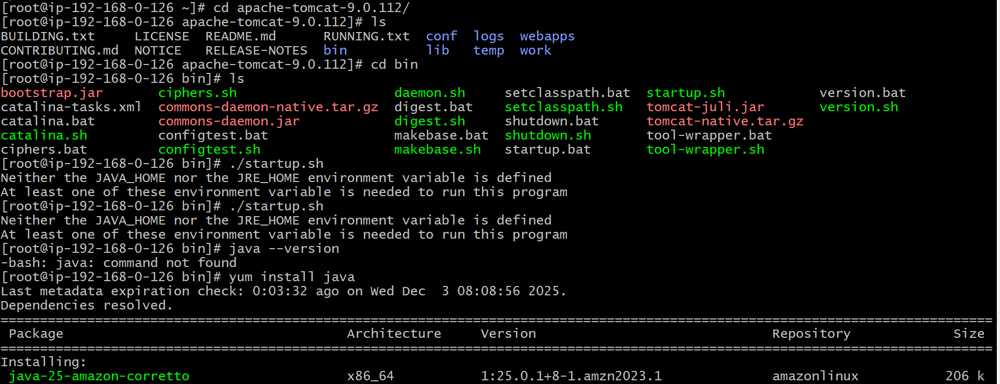 [root@ip-192-168-0-126 ~]# cd apache-tomcat-9.0.112/
[root@ip-192-168-0-126 apache-tomcat-9.0.112]# ls
BUILDING.txt     LICENSE  README.md      RUNNING.txt  conf  logs  webapps
CONTRIBUTING.md  NOTICE   RELEASE-NOTES  bin          lib   temp  work
[root@ip-192-168-0-126 apache-tomcat-9.0.112]# cd bin
[root@ip-192-168-0-126 bin]# ls
bootstrap.jar       ciphers.sh                    daemon.sh     setclasspath.bat  startup.sh            version.bat
catalina-tasks.xml  commons-daemon-native.tar.gz  digest.bat    setclasspath.sh   tomcat-juli.jar       version.sh
catalina.bat        commons-daemon.jar            digest.sh     shutdown.bat      tomcat-native.tar.gz
catalina.sh         configtest.bat                makebase.bat  shutdown.sh       tool-wrapper.bat
ciphers.bat         configtest.sh                 makebase.sh   startup.bat       tool-wrapper.sh
[root@ip-192-168-0-126 bin]# ./startup.sh
Neither the JAVA_HOME nor the JRE_HOME environment variable is defined
At least one of these environment variable is needed to run this program
[root@ip-192-168-0-126 bin]# ./startup.sh
Neither the JAVA_HOME nor the JRE_HOME environment variable is defined
At least one of these environment variable is needed to run this program
[root@ip-192-168-0-126 bin]# java --version
-bash: java: command not found
[root@ip-192-168-0-126 bin]# yum install java
Last metadata expiration check: 0:03:32 ago on Wed Dec  3 08:08:56 2025.
Dependencies resolved.
==============================================================================================================================
 Package                                    Architecture     Version                              Repository             Size
==============================================================================================================================
Installing:
 java-25-amazon-corretto                    x86_64           1:25.0.1+8-1.amzn2023.1              amazonlinux           206 k